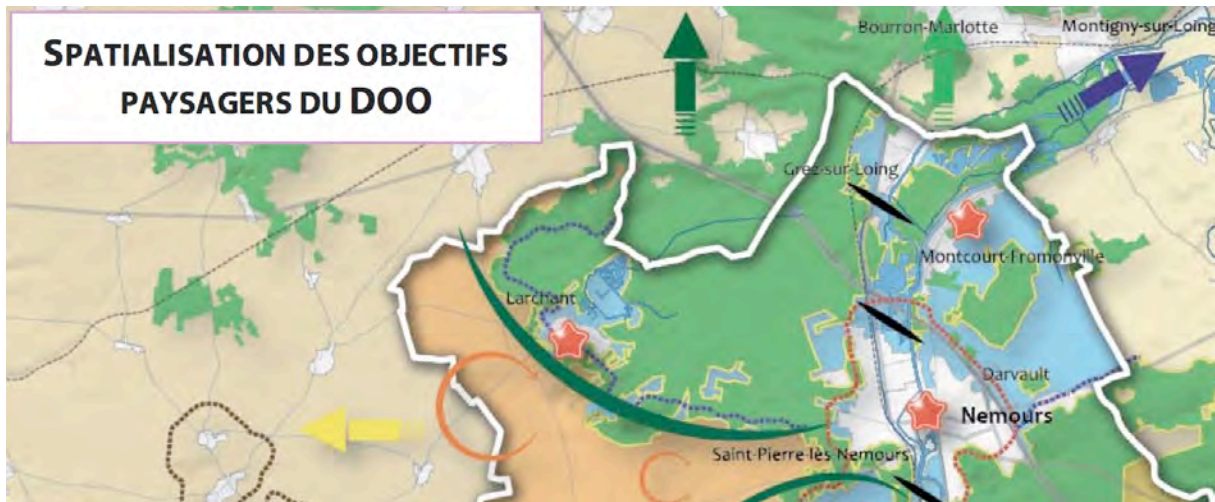 SPATIALISATION DES OBJECTIFS
PAYSAGERS DU DOO
Bourron-Marlotte
Montigny-sur-Loing
Grez-sur-Loing
Montcourt-Fromonville
Larchant
Darvault
Nemours
Saint-Pierre-lès-Nemours